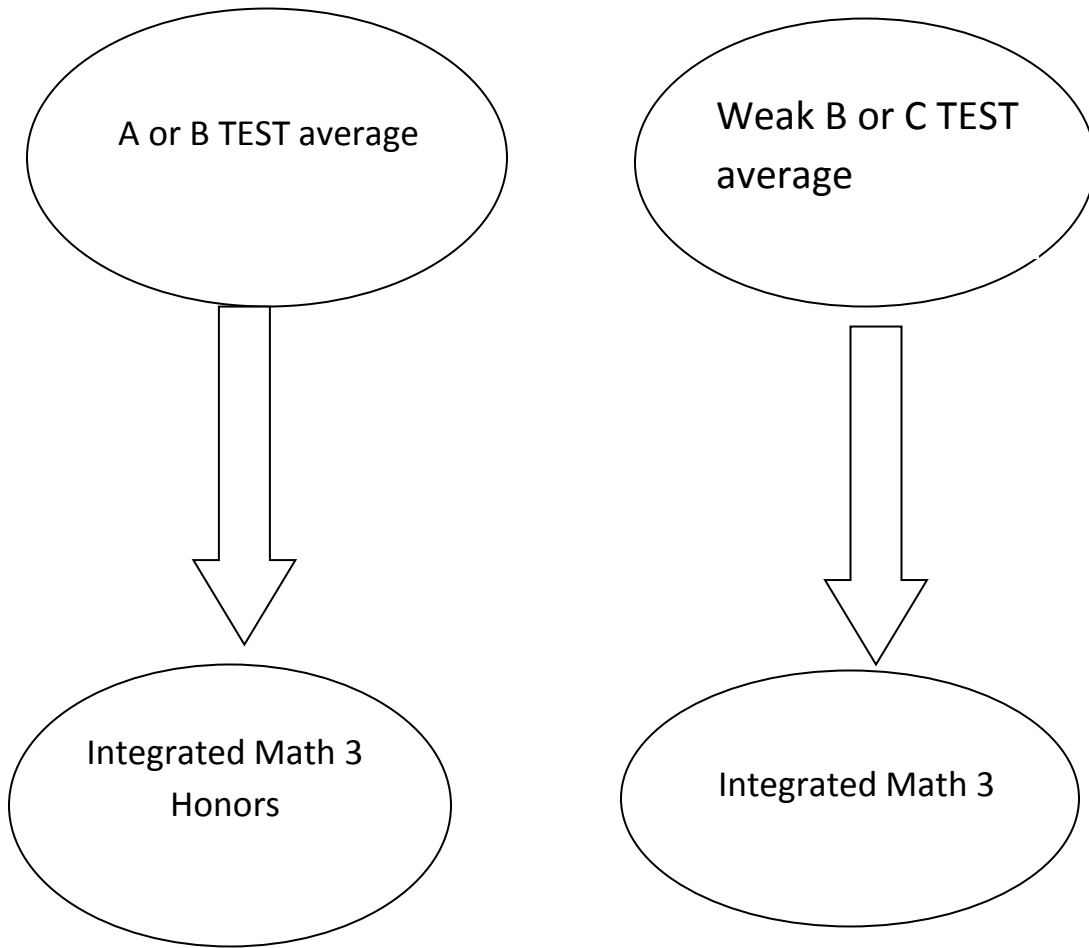 A or B TEST average
Weak B or C TEST
average
Integrated Math 3
Honors
Integrated Math 3